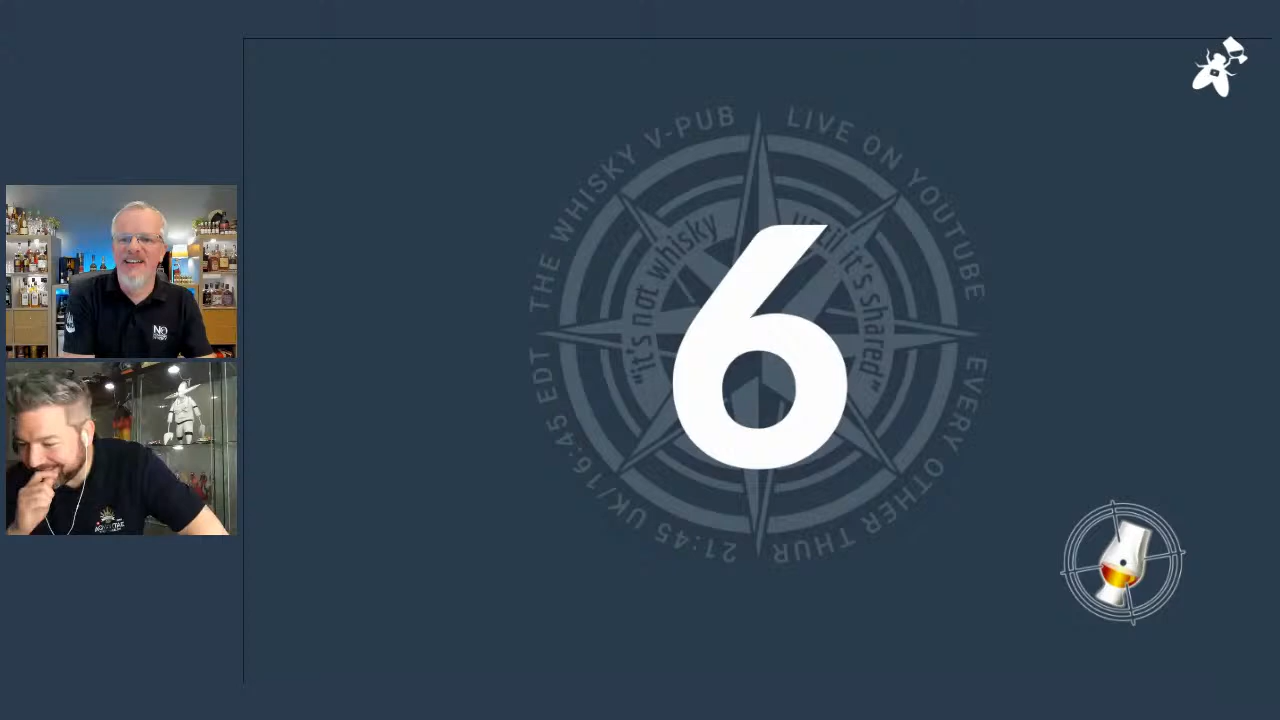 THE WHISKY V-PUB
LIVE ON YOUTUBE
EVERY OTHER THUR
21:45 UK/16:45 EDT
"it's not whisky
it's shared"
6
NO